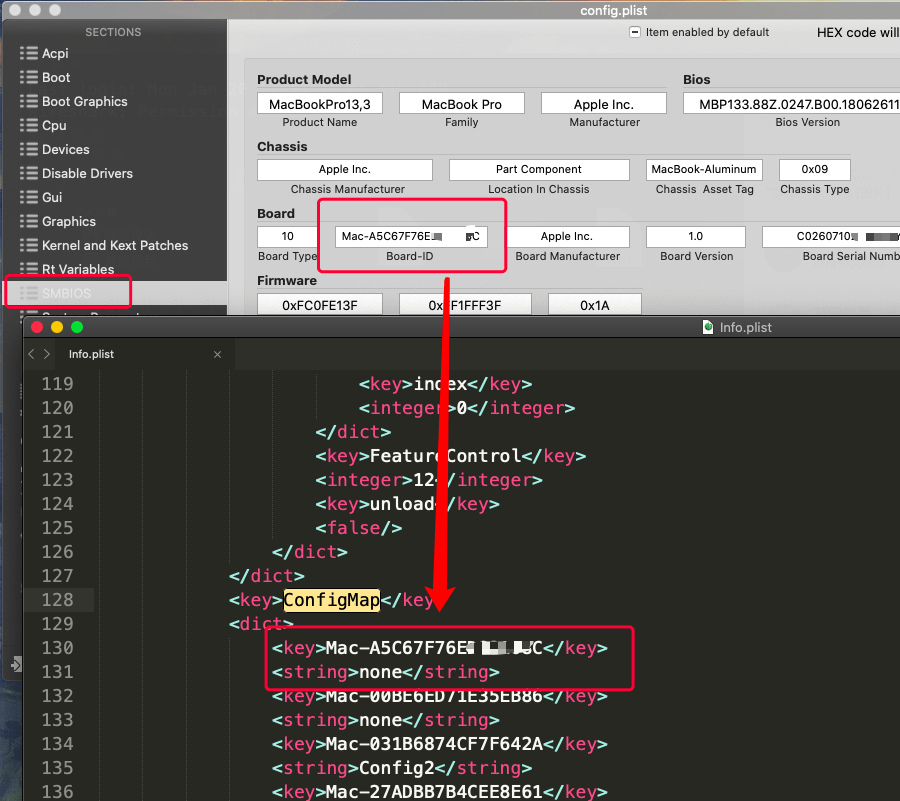 config.plist
SECTIONS
Acpi
Boot
Boot Graphics
Cpu
Devices
Disable Drivers
Gui
Graphics
Kernel and Kext Patches
Rt Variables
SMBIOS
Item enabled by default
HEX code will
Product Model
Bios
MacBookPro13,3
MacBook Pro
Apple Inc.
MBP133.88Z.0247.B00.18062611
Product Name
Family
Manufacturer
Bios Version
Chassis
Apple Inc.
Part Component
MacBook-Aluminum
0x09
Chassis Manufacturer
Location In Chassis
Chassis Asset Tag
Chassis Type
Board
10
Mac-A5C67F76E
C
Apple Inc.
1.0
C0260710
Board Type
Board-ID
Board Manufacturer
Board Version
Board Serial Numb
Firmware
0xFC0FE13F
F1FFF3F
0x1A
Info.plist
Info.plist
119 <key>index</key>
120 <integer>0</integer>
121 </dict>
122 <key>FeatureControl</key>
123 <integer>12</integer>
124 <key>unload</key>
125 <false/>
126 </dict>
127 </dict>
128 <key>ConfigMap</key
129 <dict>
130 <key>Mac-A5C67F76E C</key>
131 <string>none</string>
132 <key>Mac-00BE6ED71E35EB86</key>
133 <string>none</string>
134 <key>Mac-031B6874CF7F642A</key>
135 <string>Config2</string>
136 <key>Mac-27ADBB7B4CEE8E61</key>